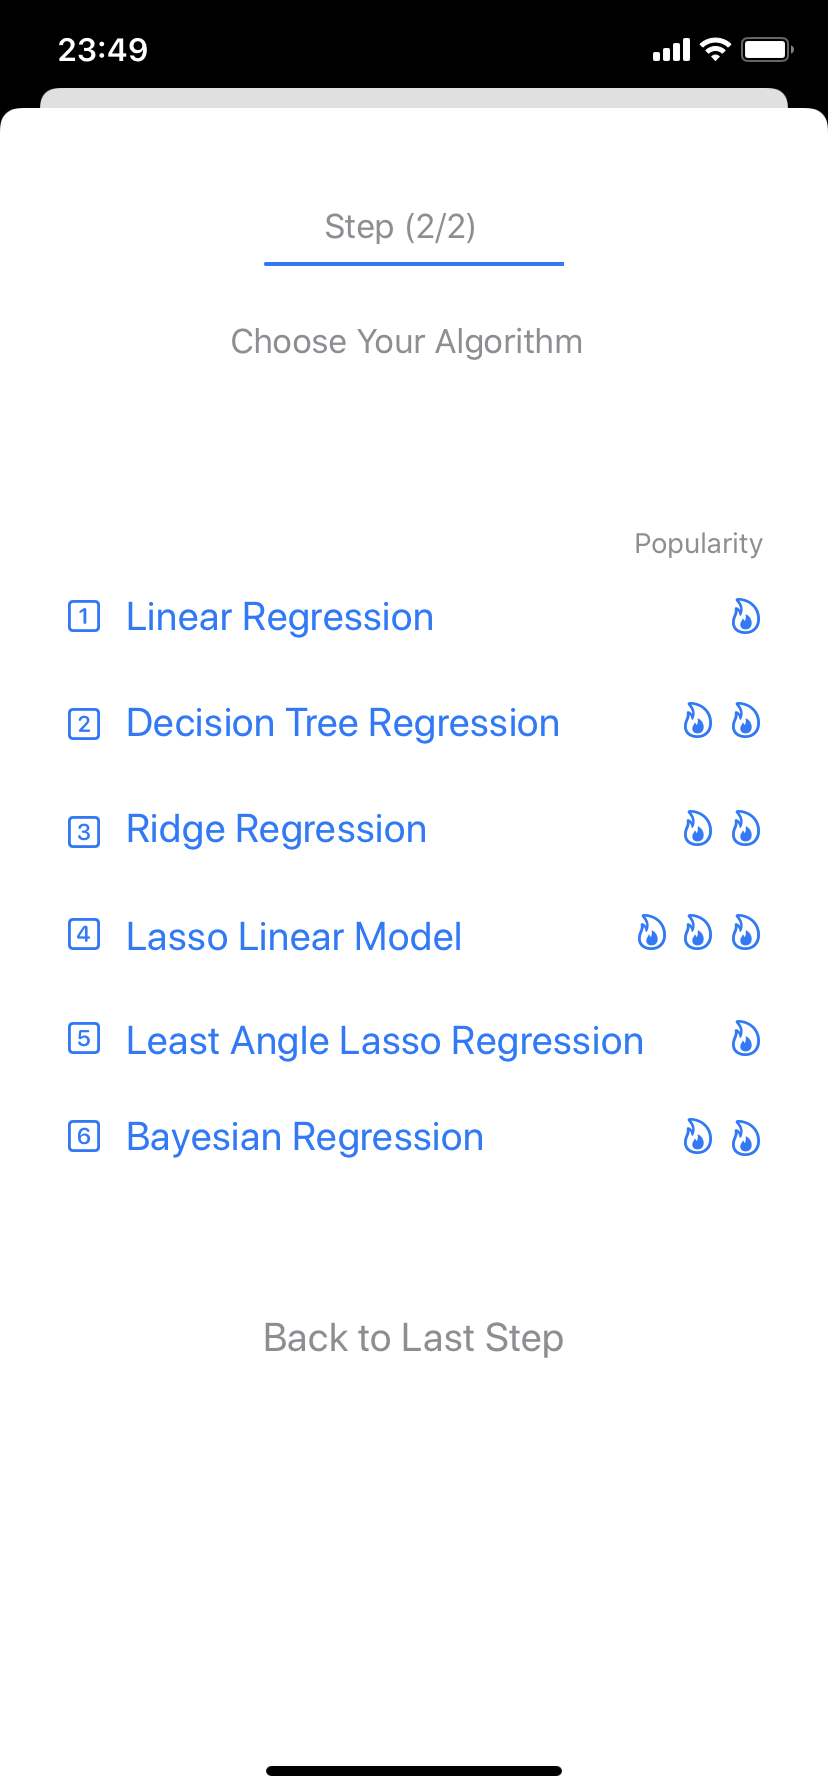 23:49
Step (2/2)
Choose Your Algorithm
Popularity
1 Linear Regression
2 Decision Tree Regression
3 Ridge Regression
4 Lasso Linear Model
5 Least Angle Lasso Regression
6 Bayesian Regression
Back to Last Step